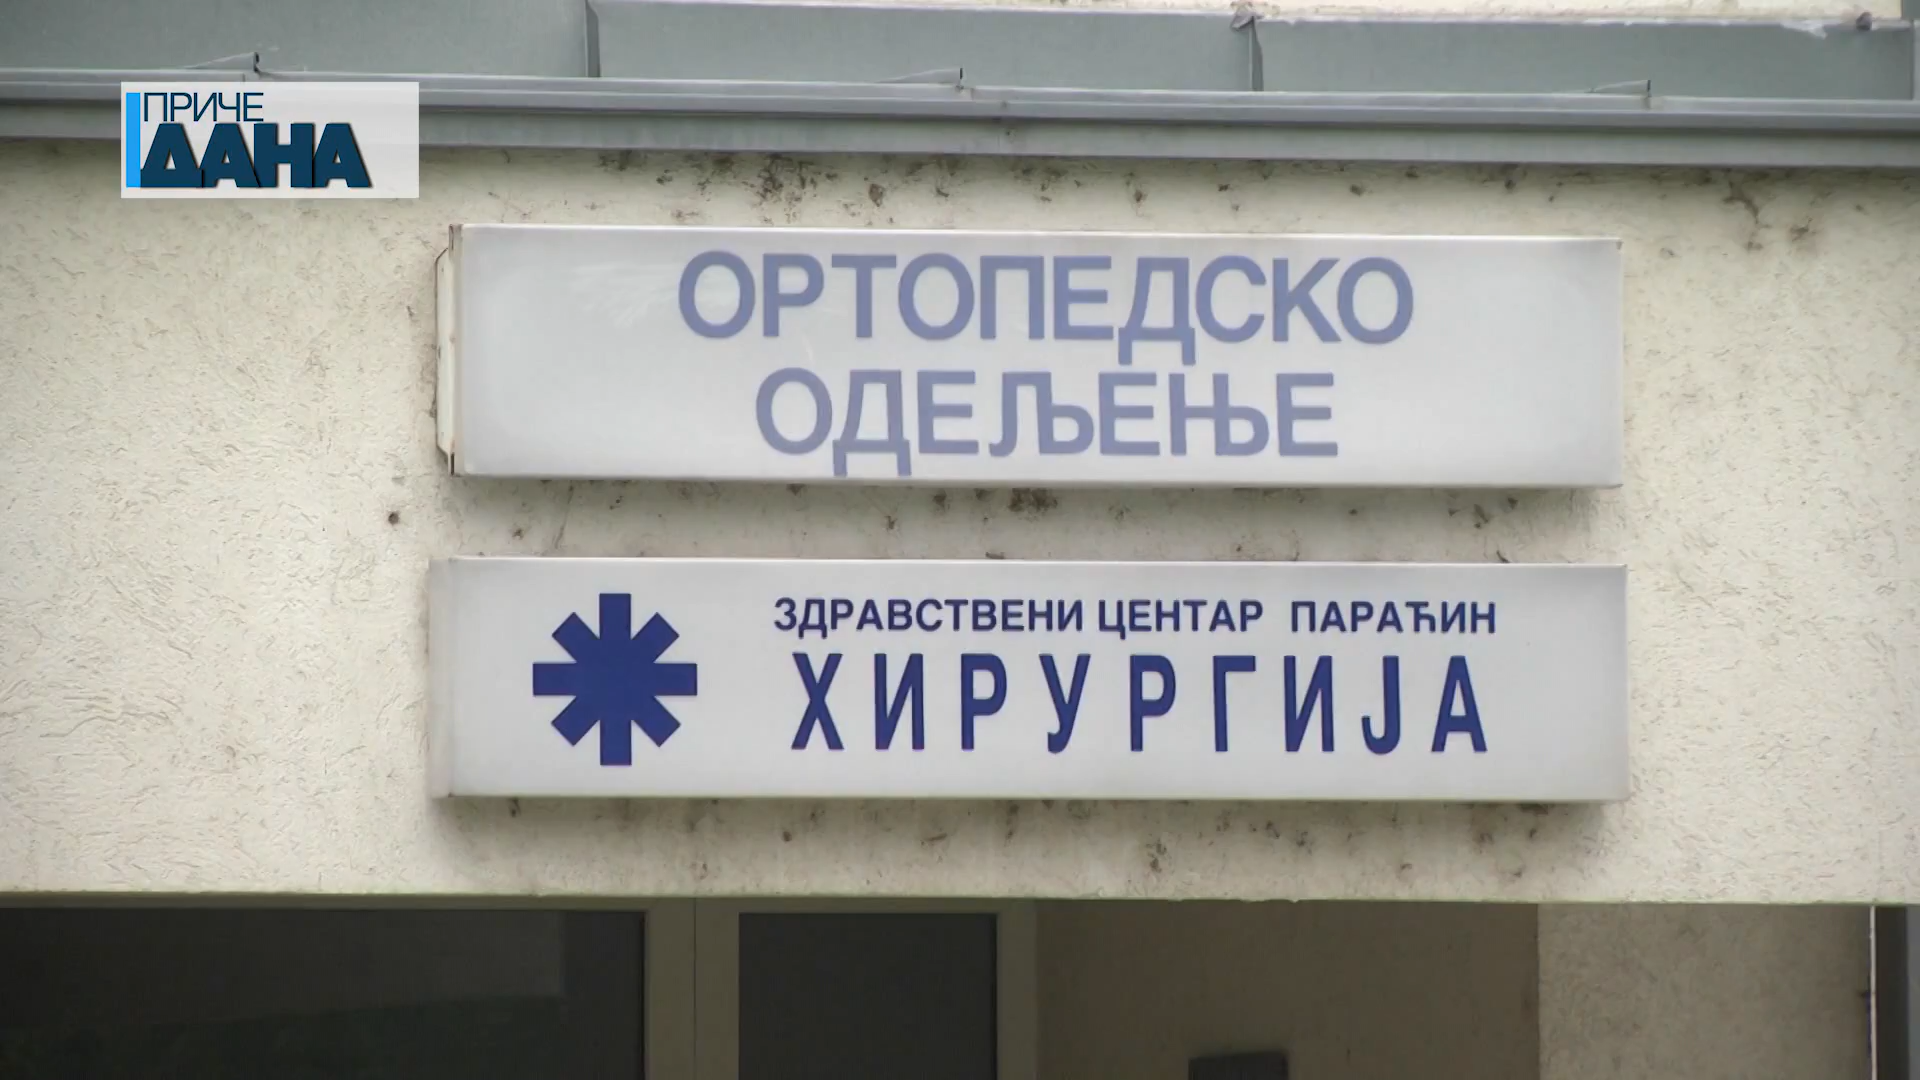 ПРИЧЕ
ДАНА
ОРТОПЕДСКО
ОДЕЉЕЊЕ
ЗДРАВСТВЕНИ ЦЕНТАР ПАРАЋИН
ХИРУРГИЈА